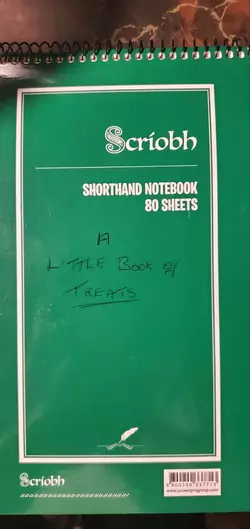 Scríobh
SHORTHAND NOTEBOOK
80 SHEETS
A
LITTLE BOOK of
TREATS
Scríobh